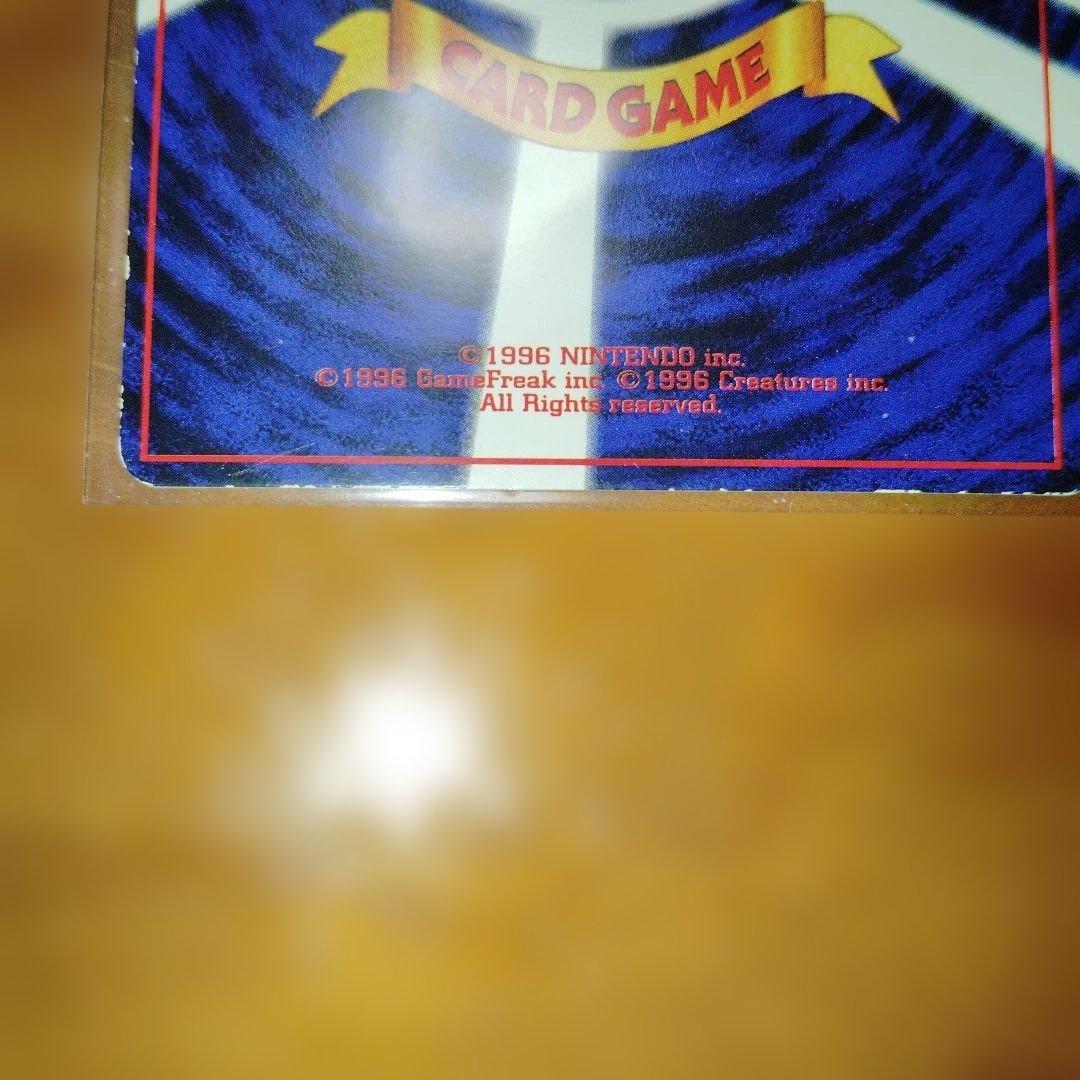 CARD GAME
©1996 NINTENDO inc.
©1996 GameFreak inc. ©1996 Creatures inc.
All Rights reserved.